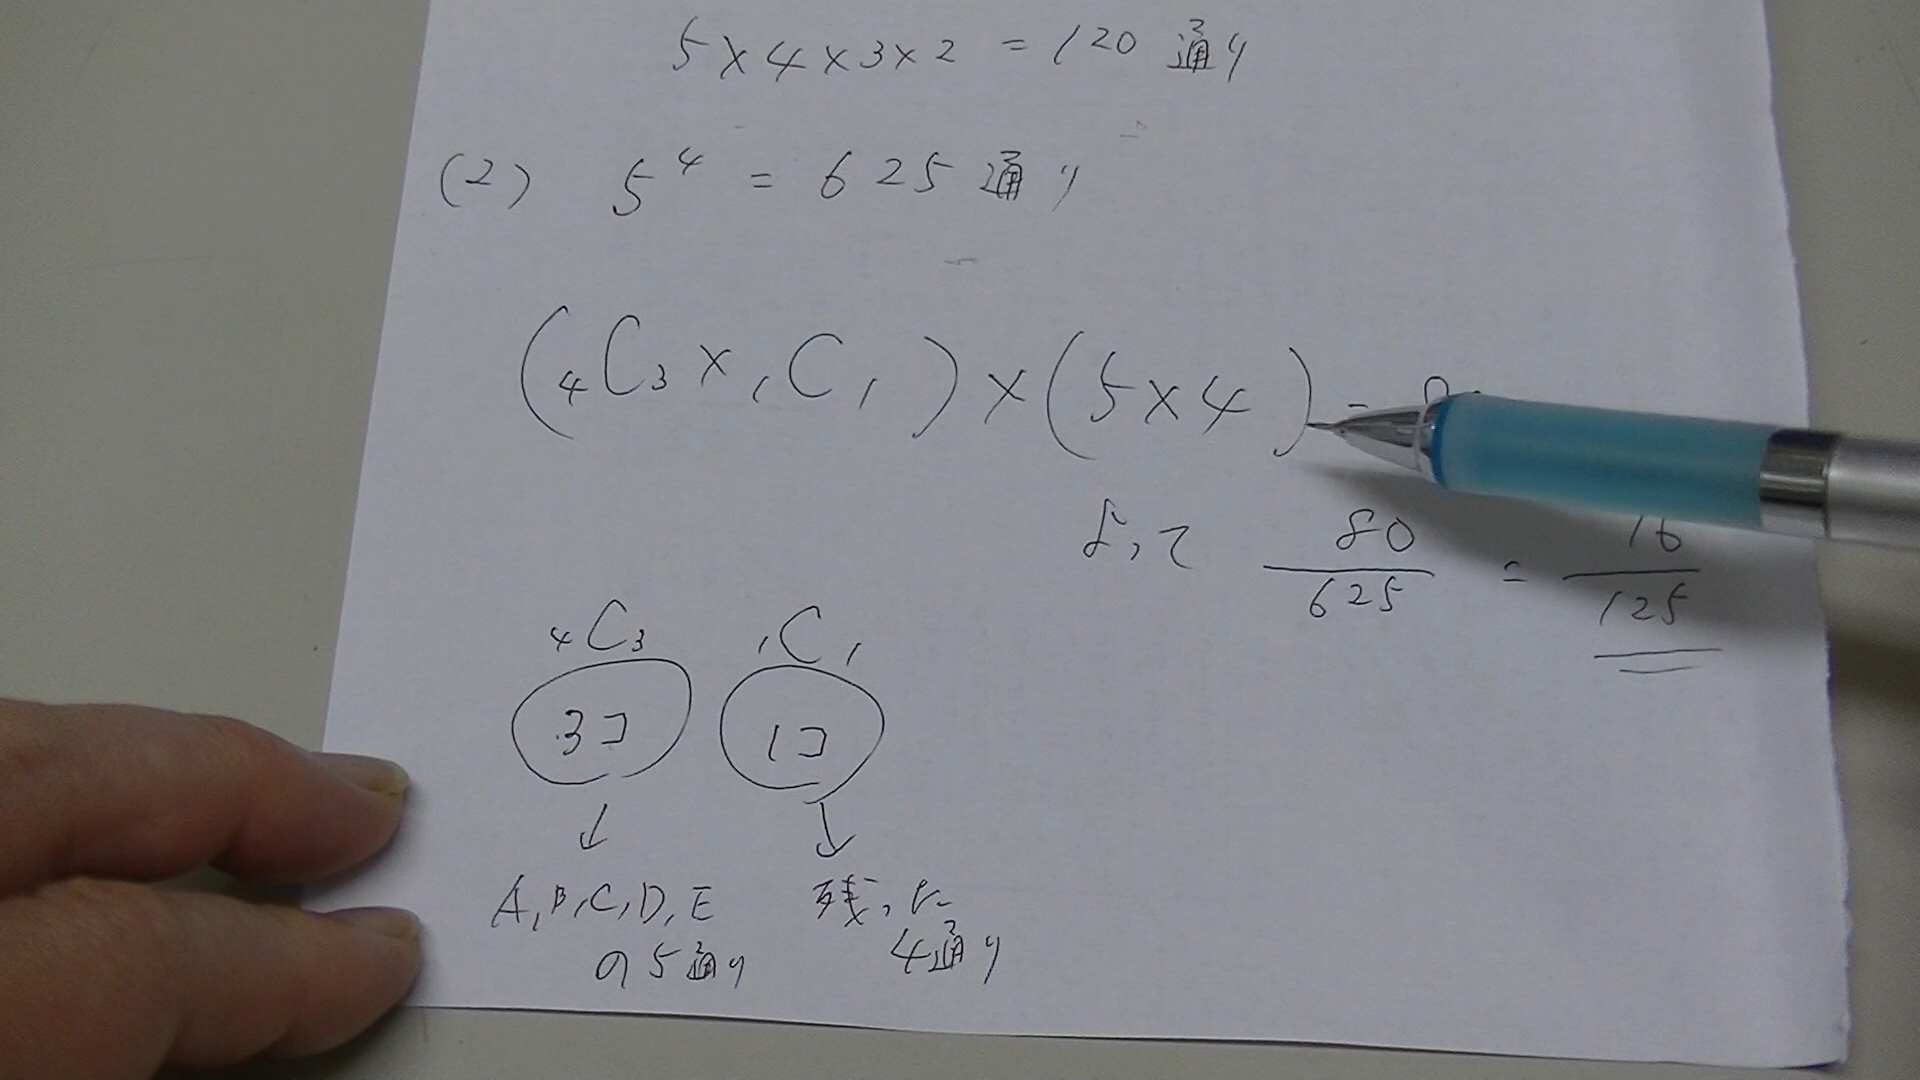 5×4×3×2 = 120 通り
(2) 5⁴ = 625 通り
(₄C₃ × ₁C₁) × (5×4) =
よって 80/625 = 16/125
₄C₃ ₁C₁
3コ 1コ
↓ ↓
A, B, C, D, E 残った
の5通り 4通り